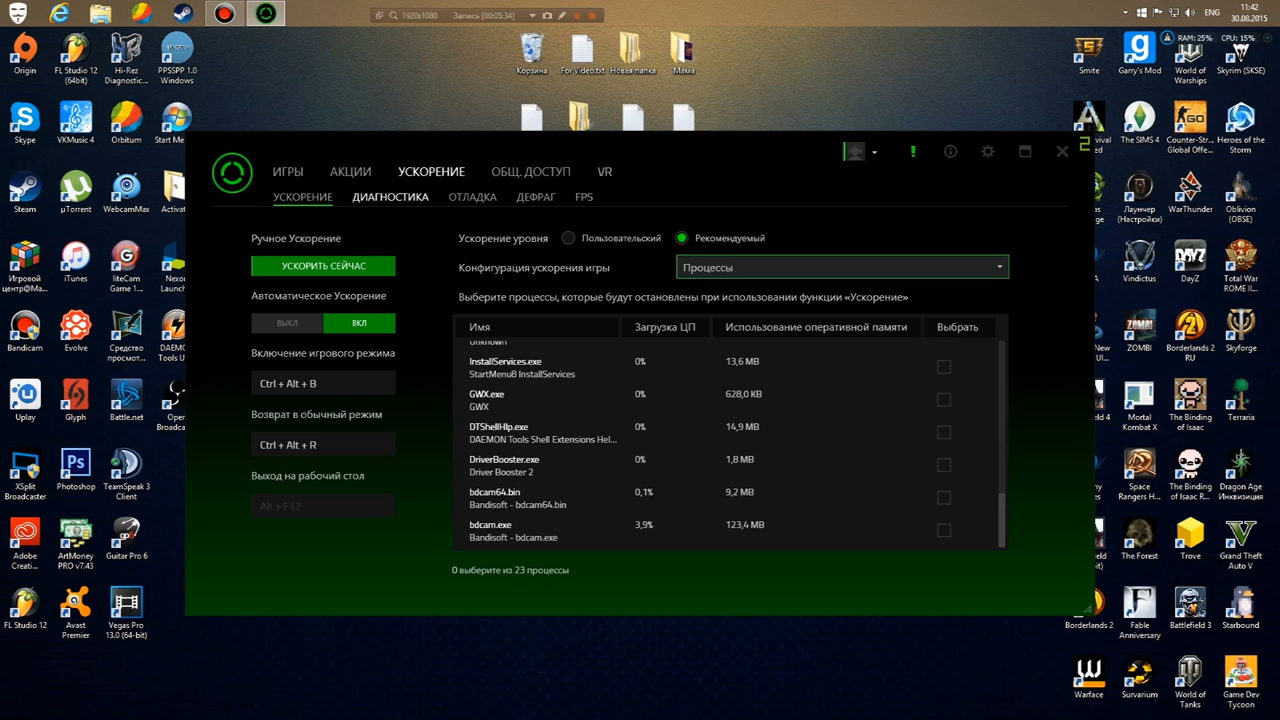 1920x1080
Запись [00:05:34]
ENG
11:42
30.08.2015
RAM: 25%
CPU: 15%
Origin
FL Studio 12
(64bit)
Hi-Rez
Diagnostic...
PPSSPP 1.0
Windows
Корзина
For Video.txt
Новая папка
Мама
Smite
Garry's Mod
World of
Warships
Skyrim (SKSE)
Skype
VKMusic 4
Orbitum
Start Me
The SIMS 4
Counter-Str...
Global Offe...
Heroes of the
Storm
2
ИГРЫ
АКЦИИ
УСКОРЕНИЕ
ОБЩ. ДОСТУП
VR
УСКОРЕНИЕ
ДИАГНОСТИКА
ОТЛАДКА
ДЕФРАГ
FPS
Steam
µTorrent
WebcamMax
Activat
Лаунчер
(Настройки)
WarThunder
Oblivion
(OBSE)
Ручное Ускорение
УСКОРИТЬ СЕЙЧАС
Автоматическое Ускорение
ВЫКЛ
ВКЛ
Включение игрового режима
Ctrl + Alt + B
Возврат в обычный режим
Ctrl + Alt + R
Выход на рабочий стол
Alt + F12
Ускорение уровня
Пользовательский
Рекомендуемый
Конфигурация ускорения игры
Процессы
Выберите процессы, которые будут остановлены при использовании функции «Ускорение»
Имя
Загрузка ЦП
Использование оперативной памяти
Выбрать
Unknown
InstallServices.exe
0%
13,6 MB
StartMenu8 InstallServices
GWX.exe
0%
628,0 KB
GWX
DTShellHlp.exe
0%
14,9 MB
DAEMON Tools Shell Extensions Hel...
DriverBooster.exe
0%
1,8 MB
Driver Booster 2
bdcam64.bin
0,1%
9,2 MB
Bandisoft - bdcam64.bin
bdcam.exe
3,9%
123,4 MB
Bandisoft - bdcam.exe
0 выберите из 23 процессы
Игровой
центр@Ma...
iTunes
liteCam
Game 1...
Nexon
Launch
Vindictus
DayZ
Total War
ROME II...
Bandicam
Evolve
Средство
просмот...
DAEM
Tools U
ZOMBI
Borderlands 2
RU
Skyforge
Uplay
Glyph
Battle.net
Open
Broadca
Mortal
Kombat X
The Binding
of Isaac
Terraria
XSplit
Broadcaster
Photoshop
TeamSpeak 3
Client
Space
Rangers H...
The Binding
of Isaac R...
Dragon Age
Инквизиция
Adobe
Creati...
ArtMoney
PRO v7.43
Guitar Pro 6
The Forest
Trove
Grand Theft
Auto V
FL Studio 12
Avast
Premier
Vegas Pro
13.0 (64-bit)
Borderlands 2
Fable
Anniversary
Battlefield 3
Starbound
Warface
Survarium
World of
Tanks
Game Dev
Tycoon